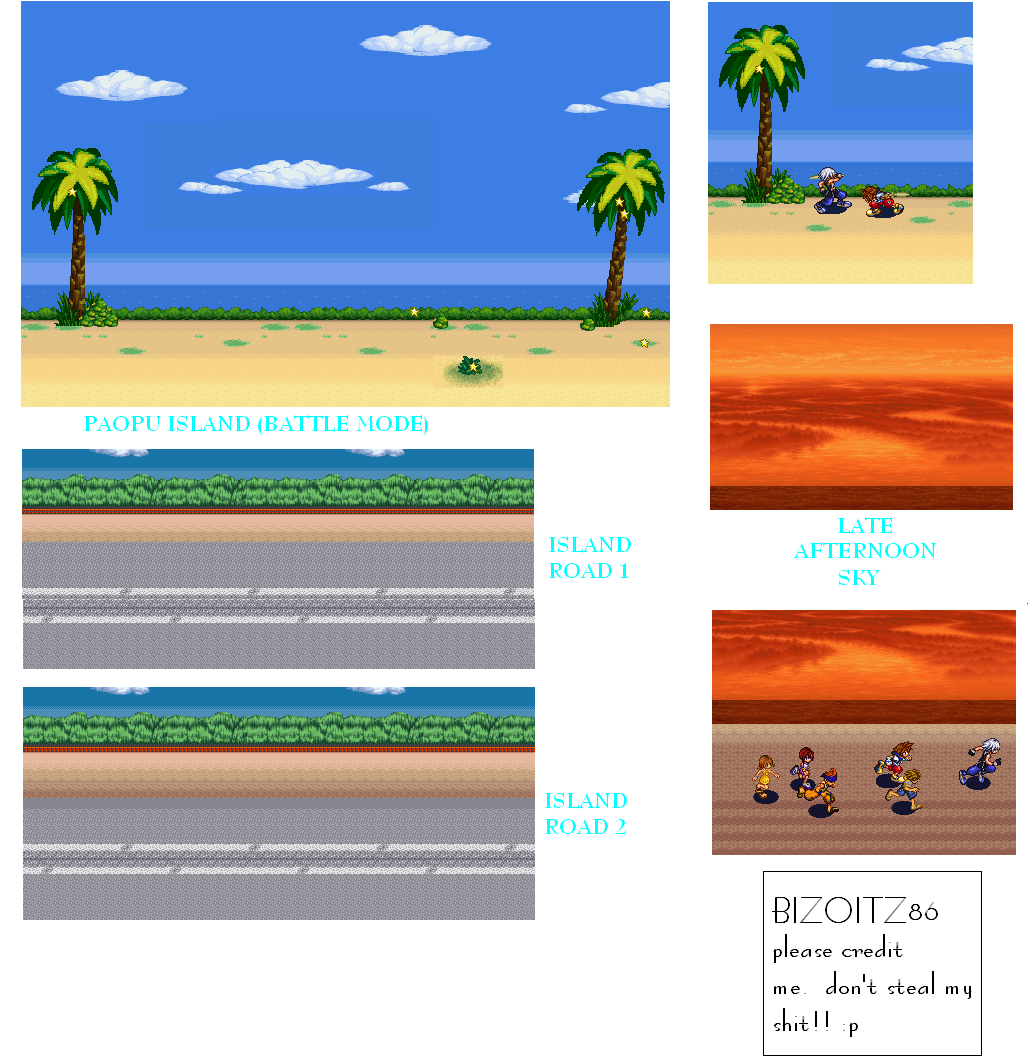 PAOPU ISLAND (BATTLE MODE)
ISLAND
ROAD 1
LATE
AFTERNOON
SKY
ISLAND
ROAD 2
BIZOITZ86
please credit
me. don't steal my
shit!! :p